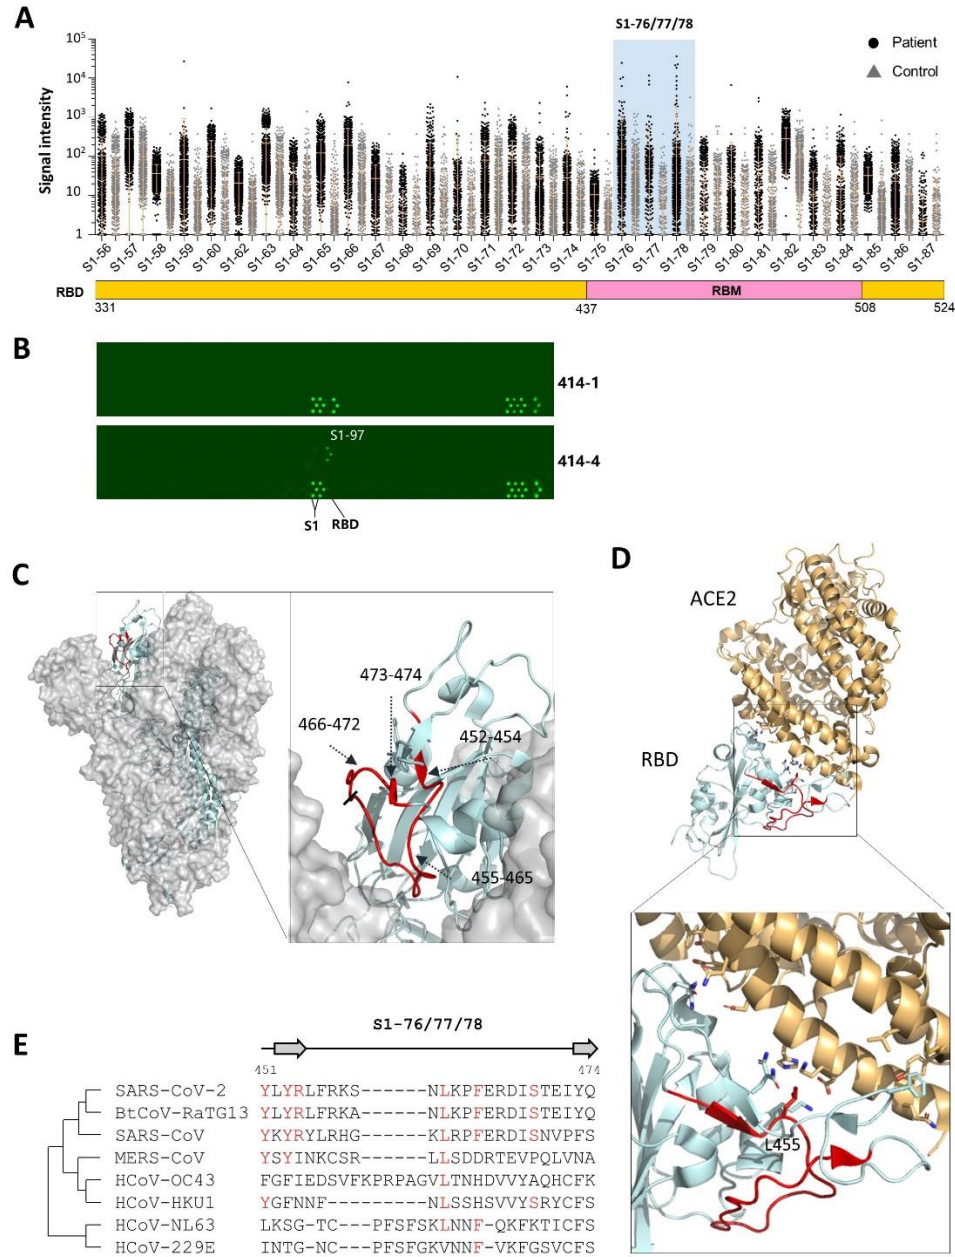 A
S1-76/77/78
Patient
Control
Signal intensity
10⁵
10⁴
10³
10²
10
1
S1-56 S1-57 S1-58 S1-59 S1-60 S1-62 S1-63 S1-64 S1-65 S1-66 S1-67 S1-68 S1-69 S1-70 S1-71 S1-72 S1-73 S1-74 S1-75 S1-76 S1-77 S1-78 S1-79 S1-80 S1-81 S1-82 S1-83 S1-84 S1-85 S1-86 S1-87
RBD RBM
331 437 508 524
B
414-1
S1-97
414-4
S1 RBD
C
473-474
466-472
452-454
455-465
D
ACE2
RBD
L455
E
S1-76/77/78
451 474
SARS-CoV-2 YLYRLFRKS------NLKPFERDISTEIYQ
BtCoV-RaTG13 YLYRLFRKA------NLKPFERDISTEIYQ
SARS-CoV YKYRYLRHG------KLRPFERDISNVPFS
MERS-CoV YSYINKCSR------LLSDDRTEVPQLVNA
HCoV-OC43 FGFIEDSVFKPRPAGVLTNHDVVYAQHCFK
HCoV-HKU1 YGFNNF---------NLSSHSVVYSRYCFS
HCoV-NL63 LKSG-TC---PFSFSKLNNF-QKFKTICFS
HCoV-229E INTG-NC---PFSFGKVNNF-VKFGSVCFS